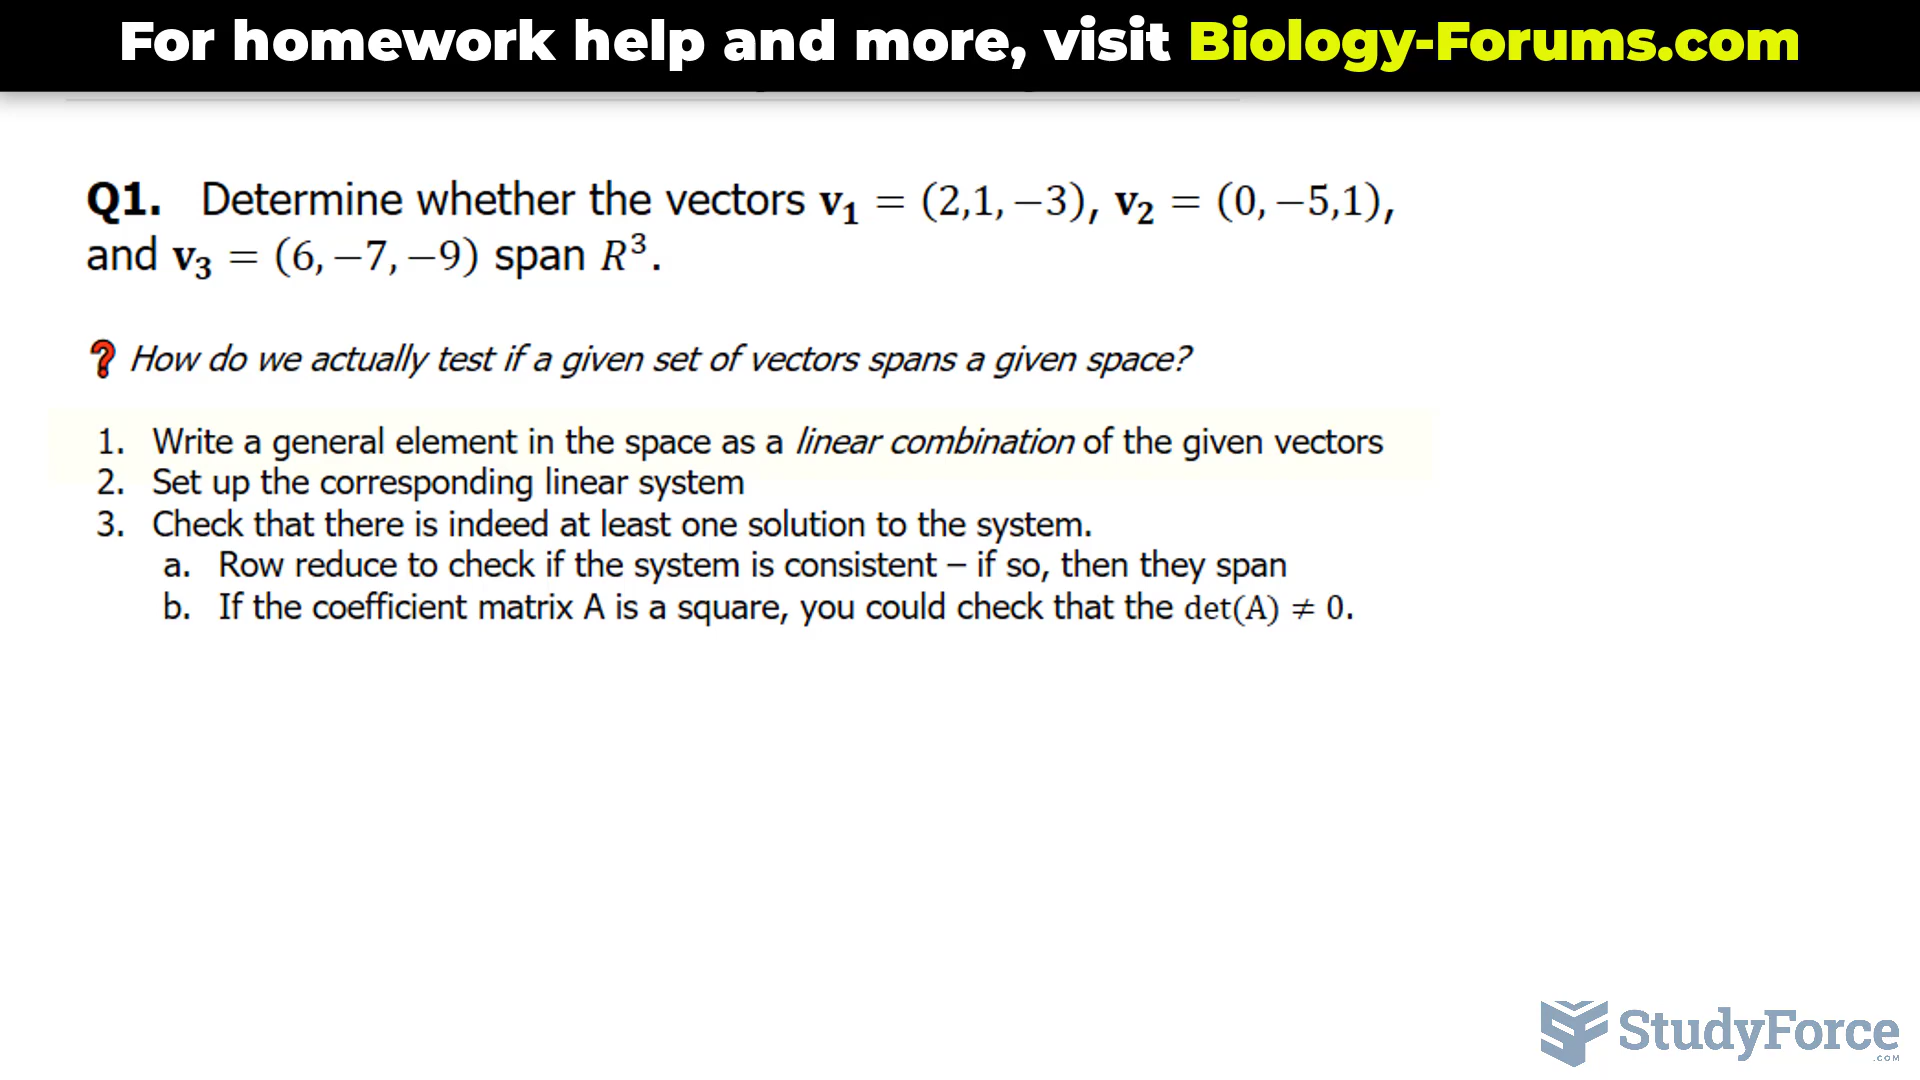 For homework help and more, visit Biology-Forums.com
Q1. Determine whether the vectors v₁ = (2,1,−3), v₂ = (0,−5,1),
and v₃ = (6,−7,−9) span R³.
? How do we actually test if a given set of vectors spans a given space?
1. Write a general element in the space as a linear combination of the given vectors
2. Set up the corresponding linear system
3. Check that there is indeed at least one solution to the system.
a. Row reduce to check if the system is consistent – if so, then they span
b. If the coefficient matrix A is a square, you could check that the det(A) ≠ 0.
StudyForce
.COM